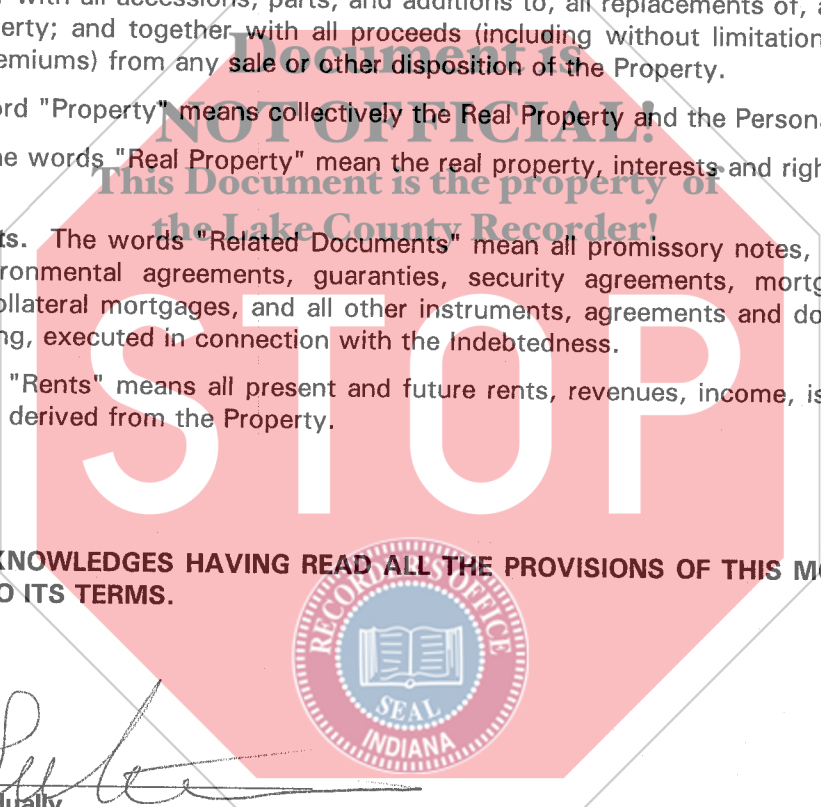 with all accessions, parts, and additions to, all replacements of,
erty; and together with all proceeds (including without limitation
emiums) from any sale or other disposition of the Property.
Document is
ord "Property" means collectively the Real Property and the Persona
NOT OFFICIAL!
he words "Real Property" mean the real property, interests and righ
This Document is the property of
the Lake County Recorder!
ts. The words "Related Documents" mean all promissory notes,
ronmental agreements, guaranties, security agreements, mortg
ollateral mortgages, and all other instruments, agreements and do
ng, executed in connection with the Indebtedness.
"Rents" means all present and future rents, revenues, income, is
derived from the Property.
STOP
KNOWLEDGES HAVING READ ALL THE PROVISIONS OF THIS MO
O ITS TERMS.
RECORDER'S OFFICE
SEAL
INDIANA
dually